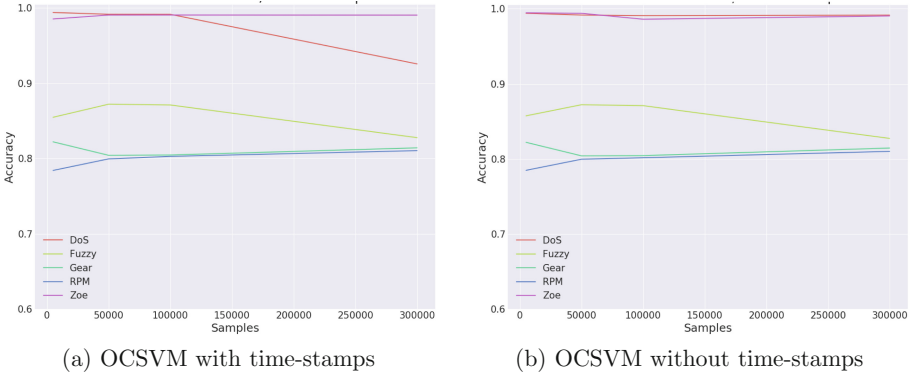 1.0
0.9
0.8
0.7
0.6
Accuracy
DoS
Fuzzy
Gear
RPM
Zoe
0 50000 100000 150000 200000 250000 300000
Samples
(a) OCSVM with time-stamps
1.0
0.9
0.8
0.7
0.6
Accuracy
DoS
Fuzzy
Gear
RPM
Zoe
0 50000 100000 150000 200000 250000 300000
Samples
(b) OCSVM without time-stamps